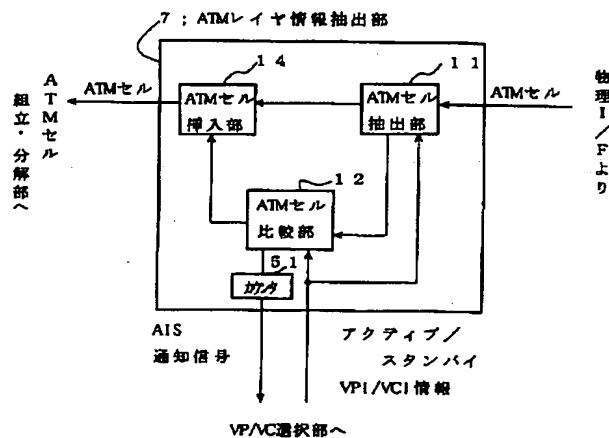 7；ATMレイヤ情報抽出部
14
11
ATMセル
ATMセル
挿入部
ATMセル
抽出部
ATMセル
ATMセル
組立・分解部へ
物理I/Fより
12
ATMセル
比較部
51
カウンタ
AIS
通知信号
アクティブ/
スタンバイ
VPI/VCI情報
VP/VC選択部へ